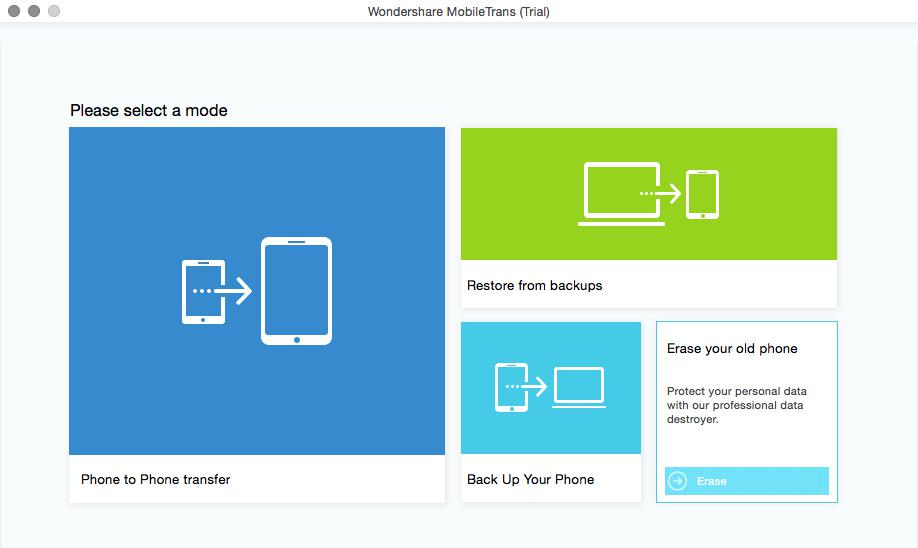 Wondershare MobileTrans (Trial)
Please select a mode
Phone to Phone transfer
Restore from backups
Back Up Your Phone
Erase your old phone
Protect your personal data
with our professional data
destroyer.
Erase